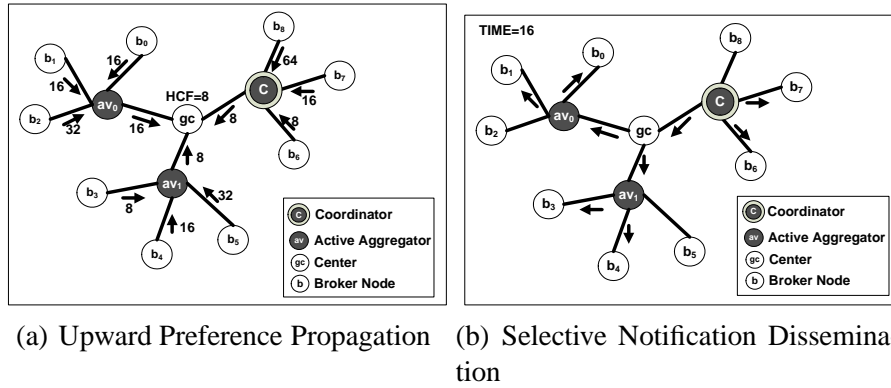 b8
b0
16
b1
64
HCF=8
16
b7
C
av0
16
b2
32
gc
8
16
8
b6
8
av1
32
b3
8
16
b5
b4
C Coordinator
av Active Aggregator
gc Center
b Broker Node
(a) Upward Preference Propagation
TIME=16
b8
b0
b1
b7
C
av0
b2
gc
b6
av1
b3
b5
b4
C Coordinator
av Active Aggregator
gc Center
b Broker Node
(b) Selective Notification Dissemina
tion